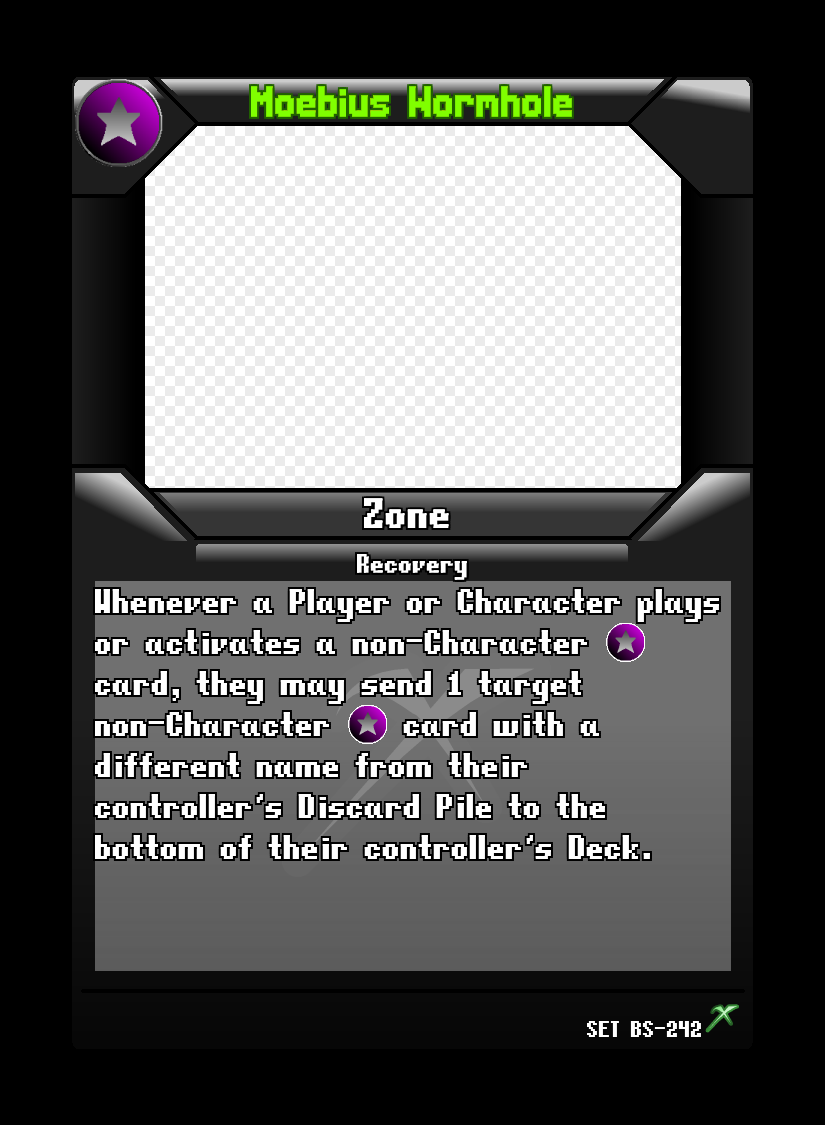 Moebius Wormhole
Zone
Recovery
Whenever a Player or Character plays
or activates a non-Character
card, they may send 1 target
non-Character card with a
different name from their
controller's Discard Pile to the
bottom of their controller's Deck.
SET BS-242